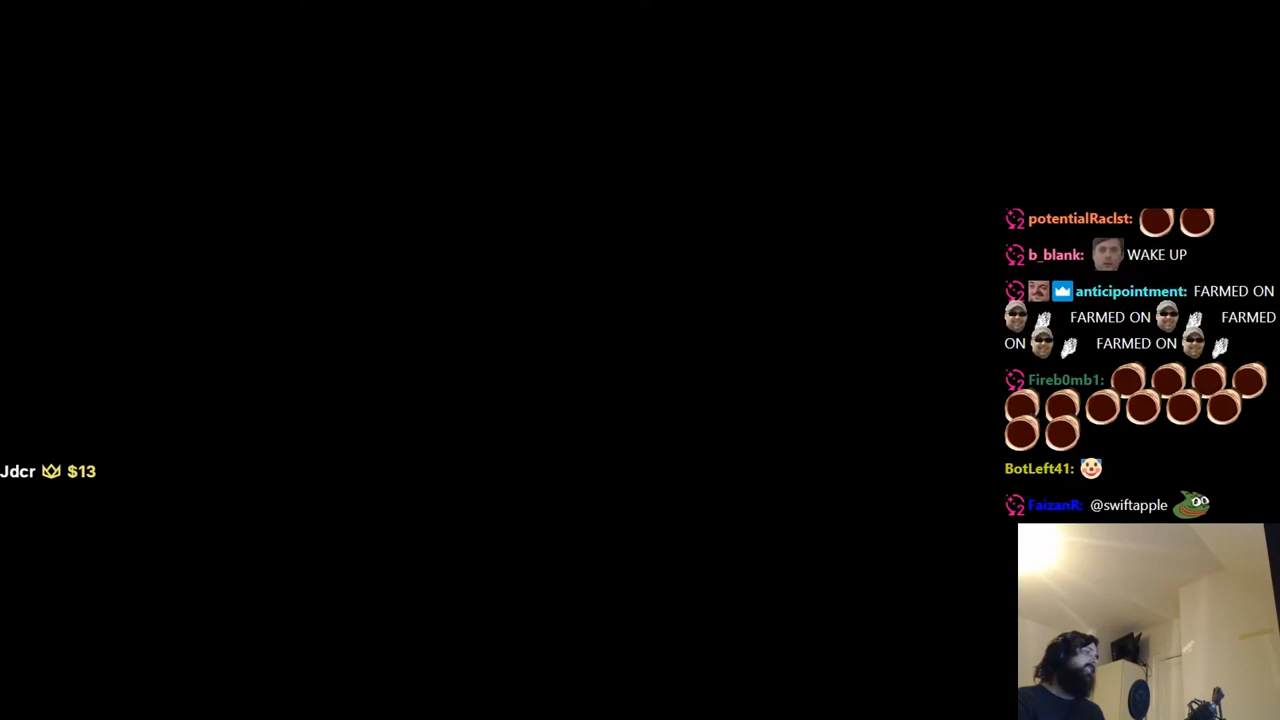 potentialRaclst:
b_blank: WAKE UP
anticipointment: FARMED ON
FARMED ON FARMED
ON FARMED ON
Fireb0mb1:
Jdcr $13
BotLeft41:
FaizanR: @swiftapple